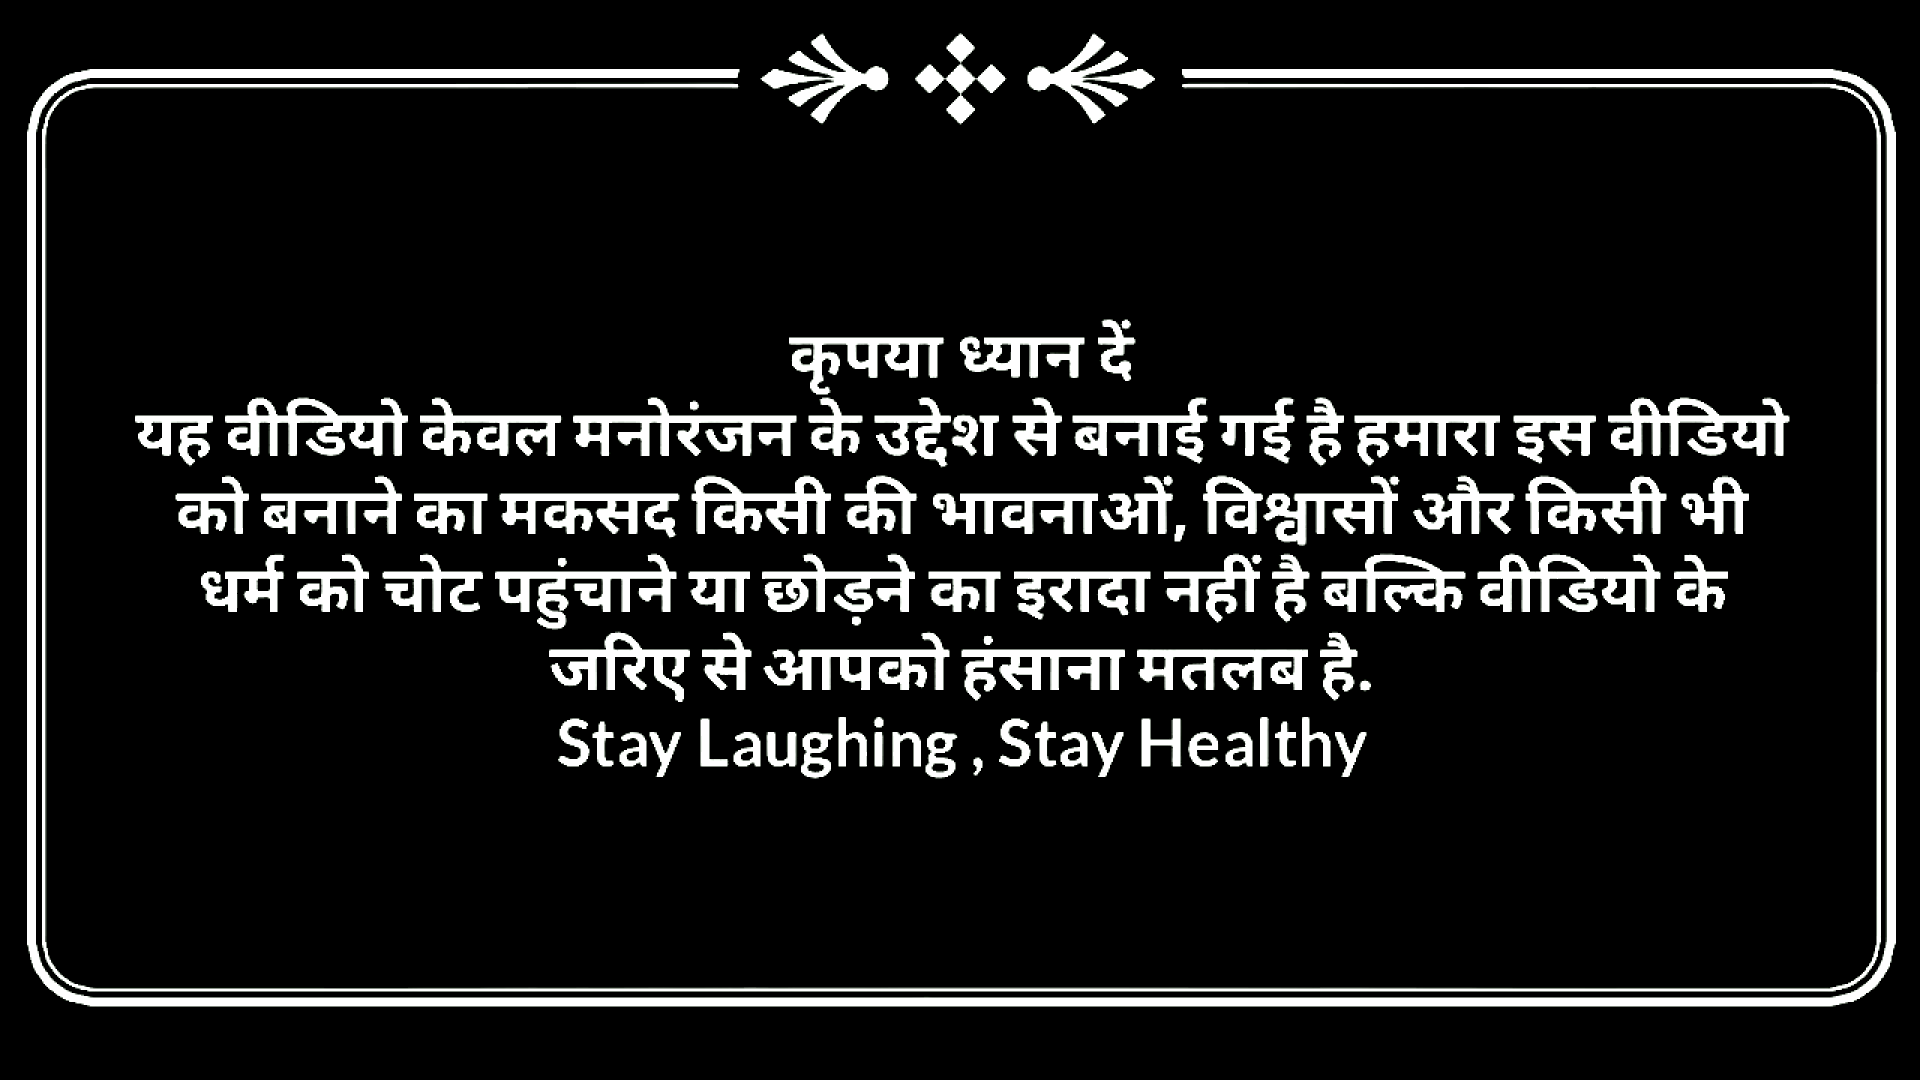 कृपया ध्यान दें
यह वीडियो केवल मनोरंजन के उद्देश से बनाई गई है हमारा इस वीडियो
को बनाने का मकसद किसी की भावनाओं, विश्वासों और किसी भी
धर्म को चोट पहुंचाने या छोड़ने का इरादा नहीं है बल्कि वीडियो के
जरिए से आपको हंसाना मतलब है.
Stay Laughing , Stay Healthy